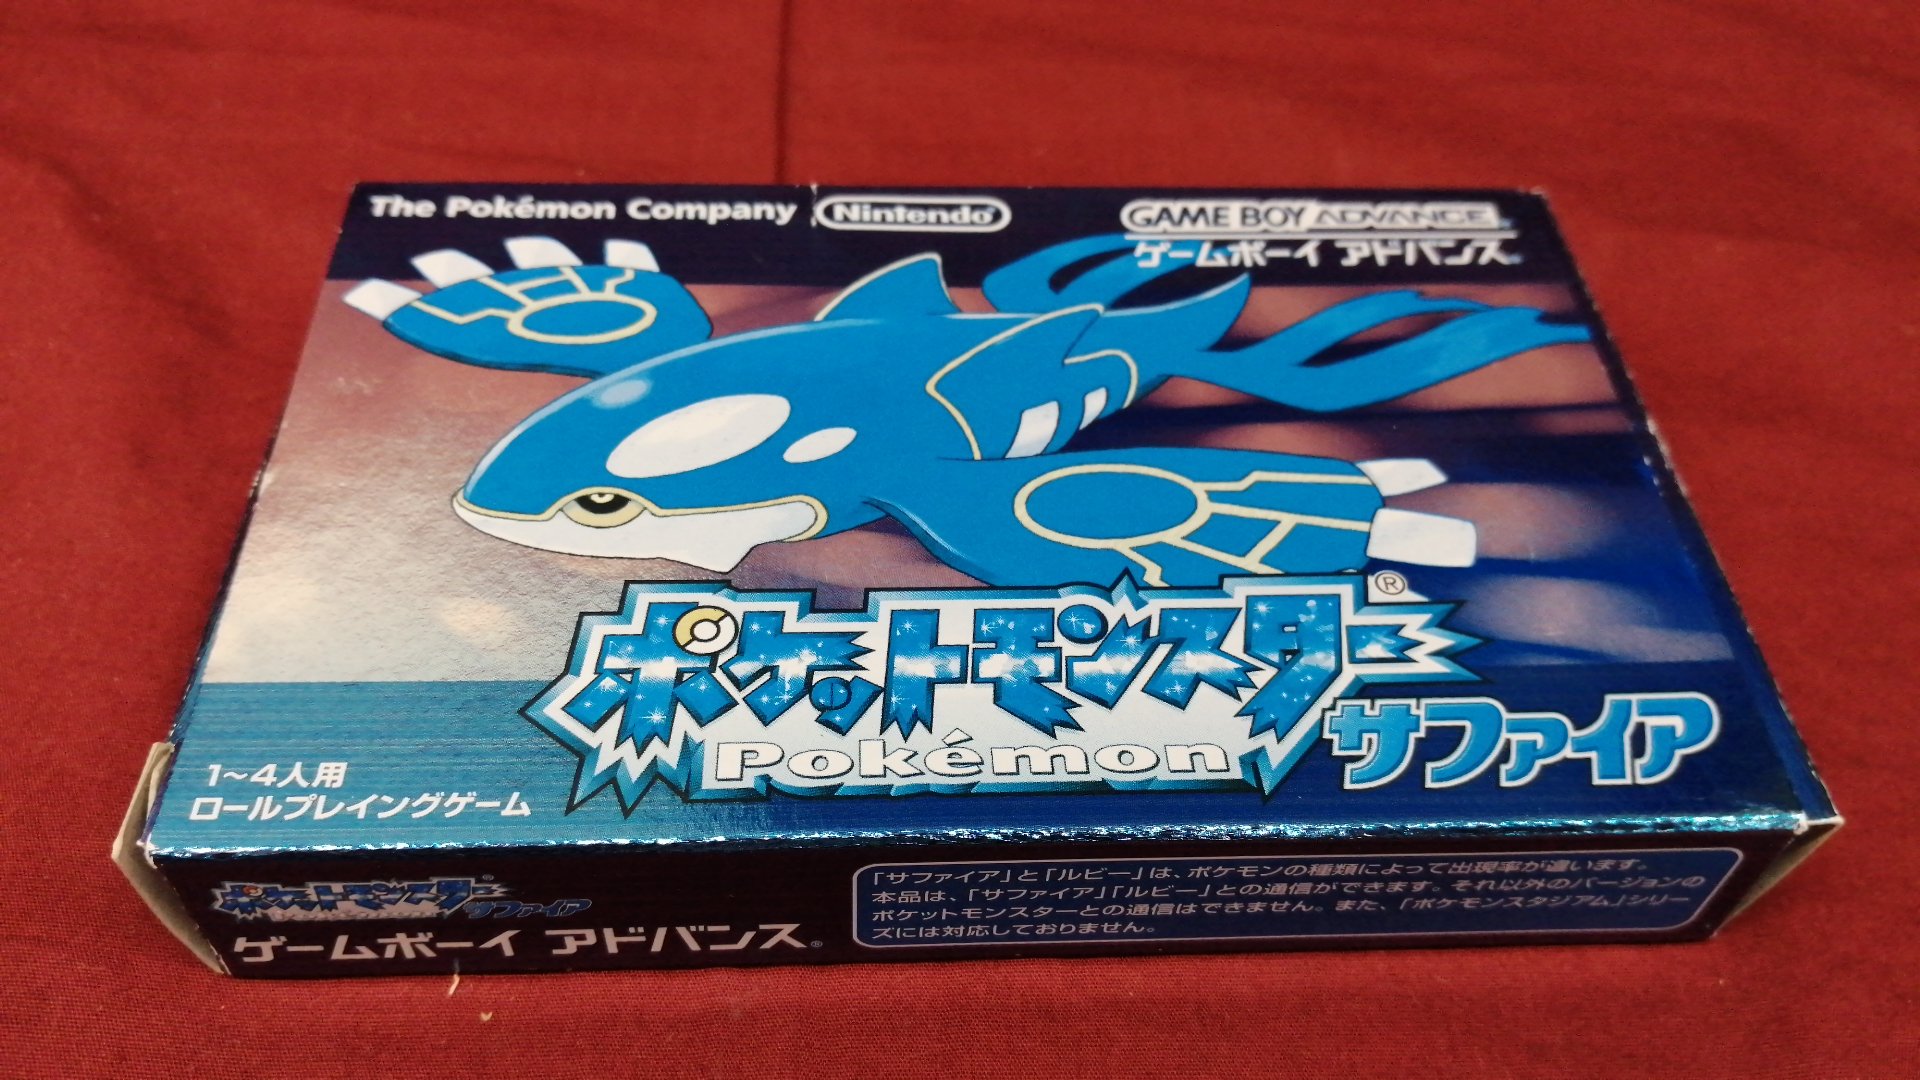 The Pokémon Company
Nintendo®
GAME BOY ADVANCE
ゲームボーイ アドバンス
ポケットモンスター®
Pokémon
サファイア
1～4人用
ロールプレイングゲーム
ポケットモンスター®
Pokémon
サファイア
ゲームボーイ アドバンス®
「サファイア」と「ルビー」は、ポケモンの種類によって出現率が違います。
本品は、「サファイア」「ルビー」との通信ができます。それ以外のバージョンの
ポケットモンスターとの通信はできません。また、「ポケモンスタジアム」シリー
ズには対応しておりません。